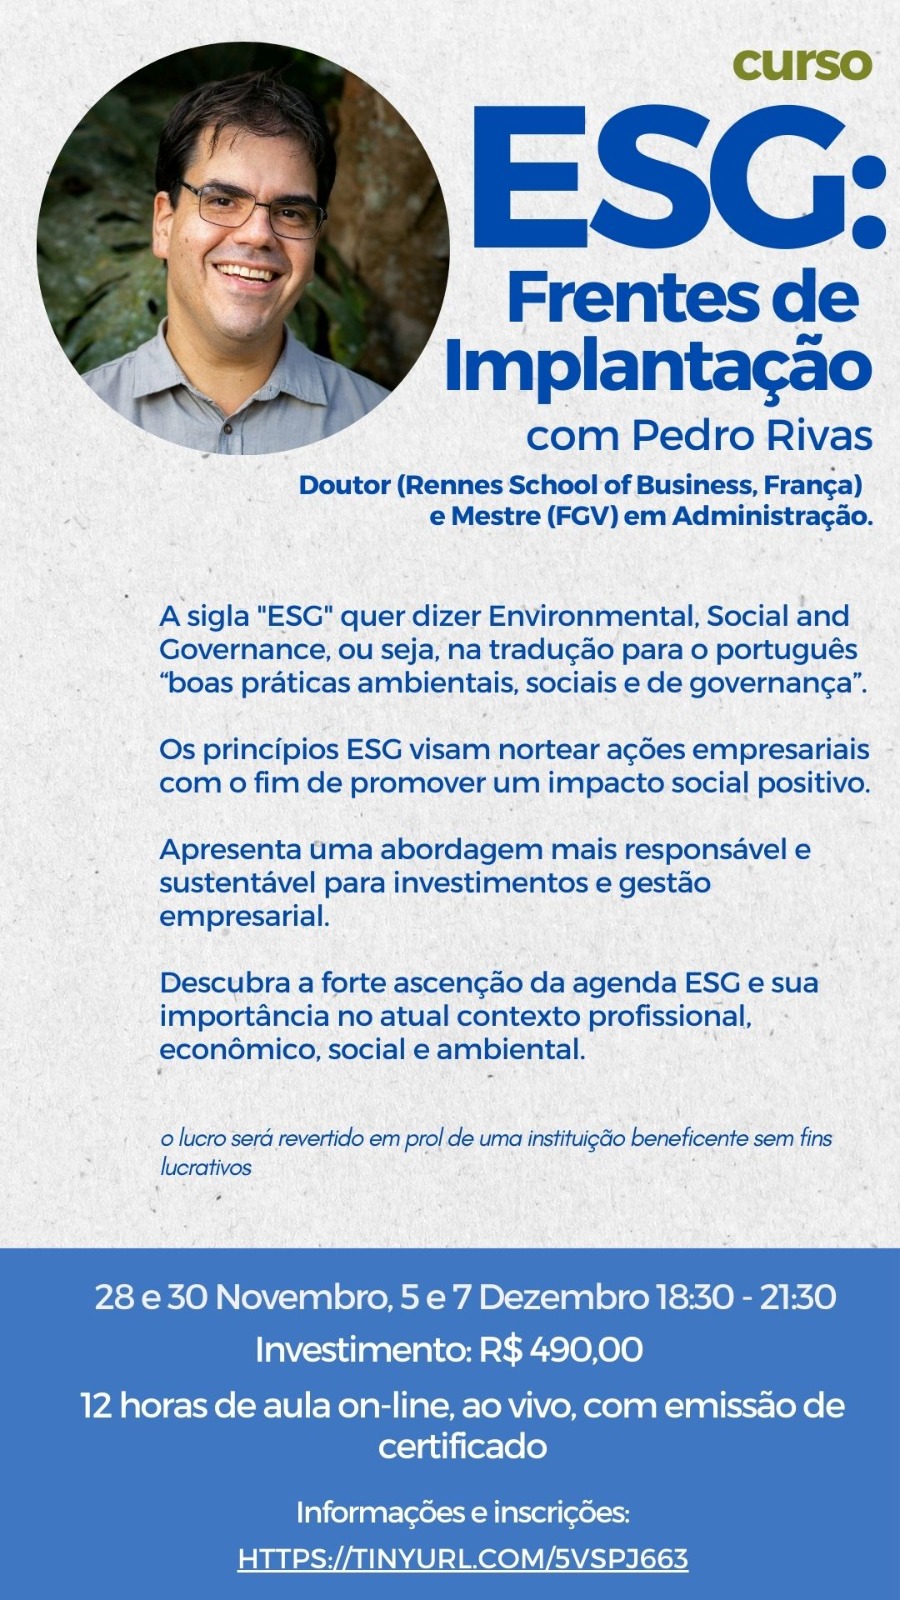 curso
ESG:
Frentes de
Implantação
com Pedro Rivas
Doutor (Rennes School of Business, França)
e Mestre (FGV) em Administração.
A sigla "ESG" quer dizer Environmental, Social and
Governance, ou seja, na tradução para o português
“boas práticas ambientais, sociais e de governança”.
Os princípios ESG visam nortear ações empresariais
com o fim de promover um impacto social positivo.
Apresenta uma abordagem mais responsável e
sustentável para investimentos e gestão
empresarial.
Descubra a forte ascenção da agenda ESG e sua
importância no atual contexto profissional,
econômico, social e ambiental.
o lucro será revertido em prol de uma instituição beneficente sem fins
lucrativos
28 e 30 Novembro, 5 e 7 Dezembro 18:30 - 21:30
Investimento: R$ 490,00
12 horas de aula on-line, ao vivo, com emissão de
certificado
Informações e inscrições:
HTTPS://TINYURL.COM/5VSPJ663